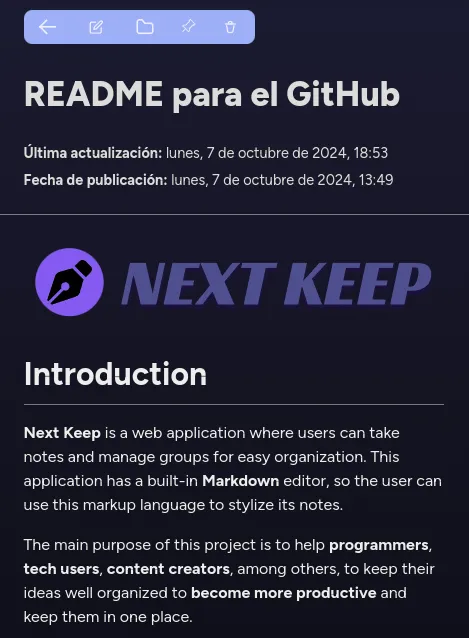 README para el GitHub
Última actualización: lunes, 7 de octubre de 2024, 18:53
Fecha de publicación: lunes, 7 de octubre de 2024, 13:49
NEXT KEEP
Introduction
Next Keep is a web application where users can take
notes and manage groups for easy organization. This
application has a built-in Markdown editor, so the user can
use this markup language to stylize its notes.
The main purpose of this project is to help programmers,
tech users, content creators, among others, to keep their
ideas well organized to become more productive and
keep them in one place.